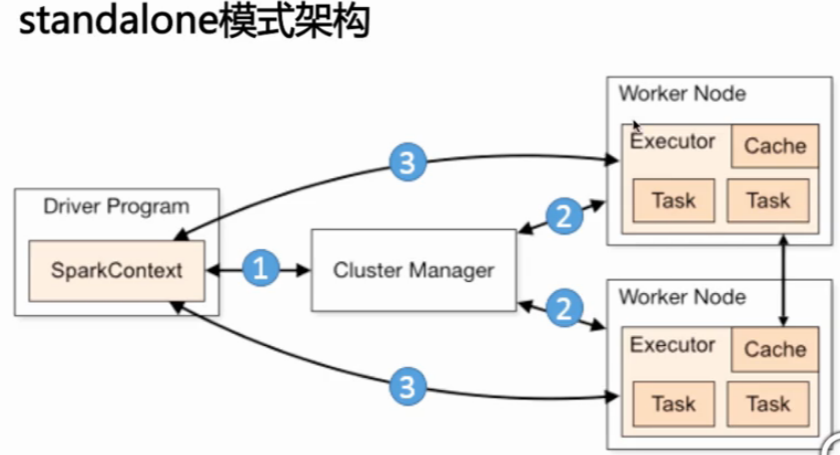 standalone模式架构
Driver Program
SparkContext
1
Cluster Manager
2
2
3
3
Worker Node
Executor
Cache
Task
Task
Worker Node
Executor
Cache
Task
Task